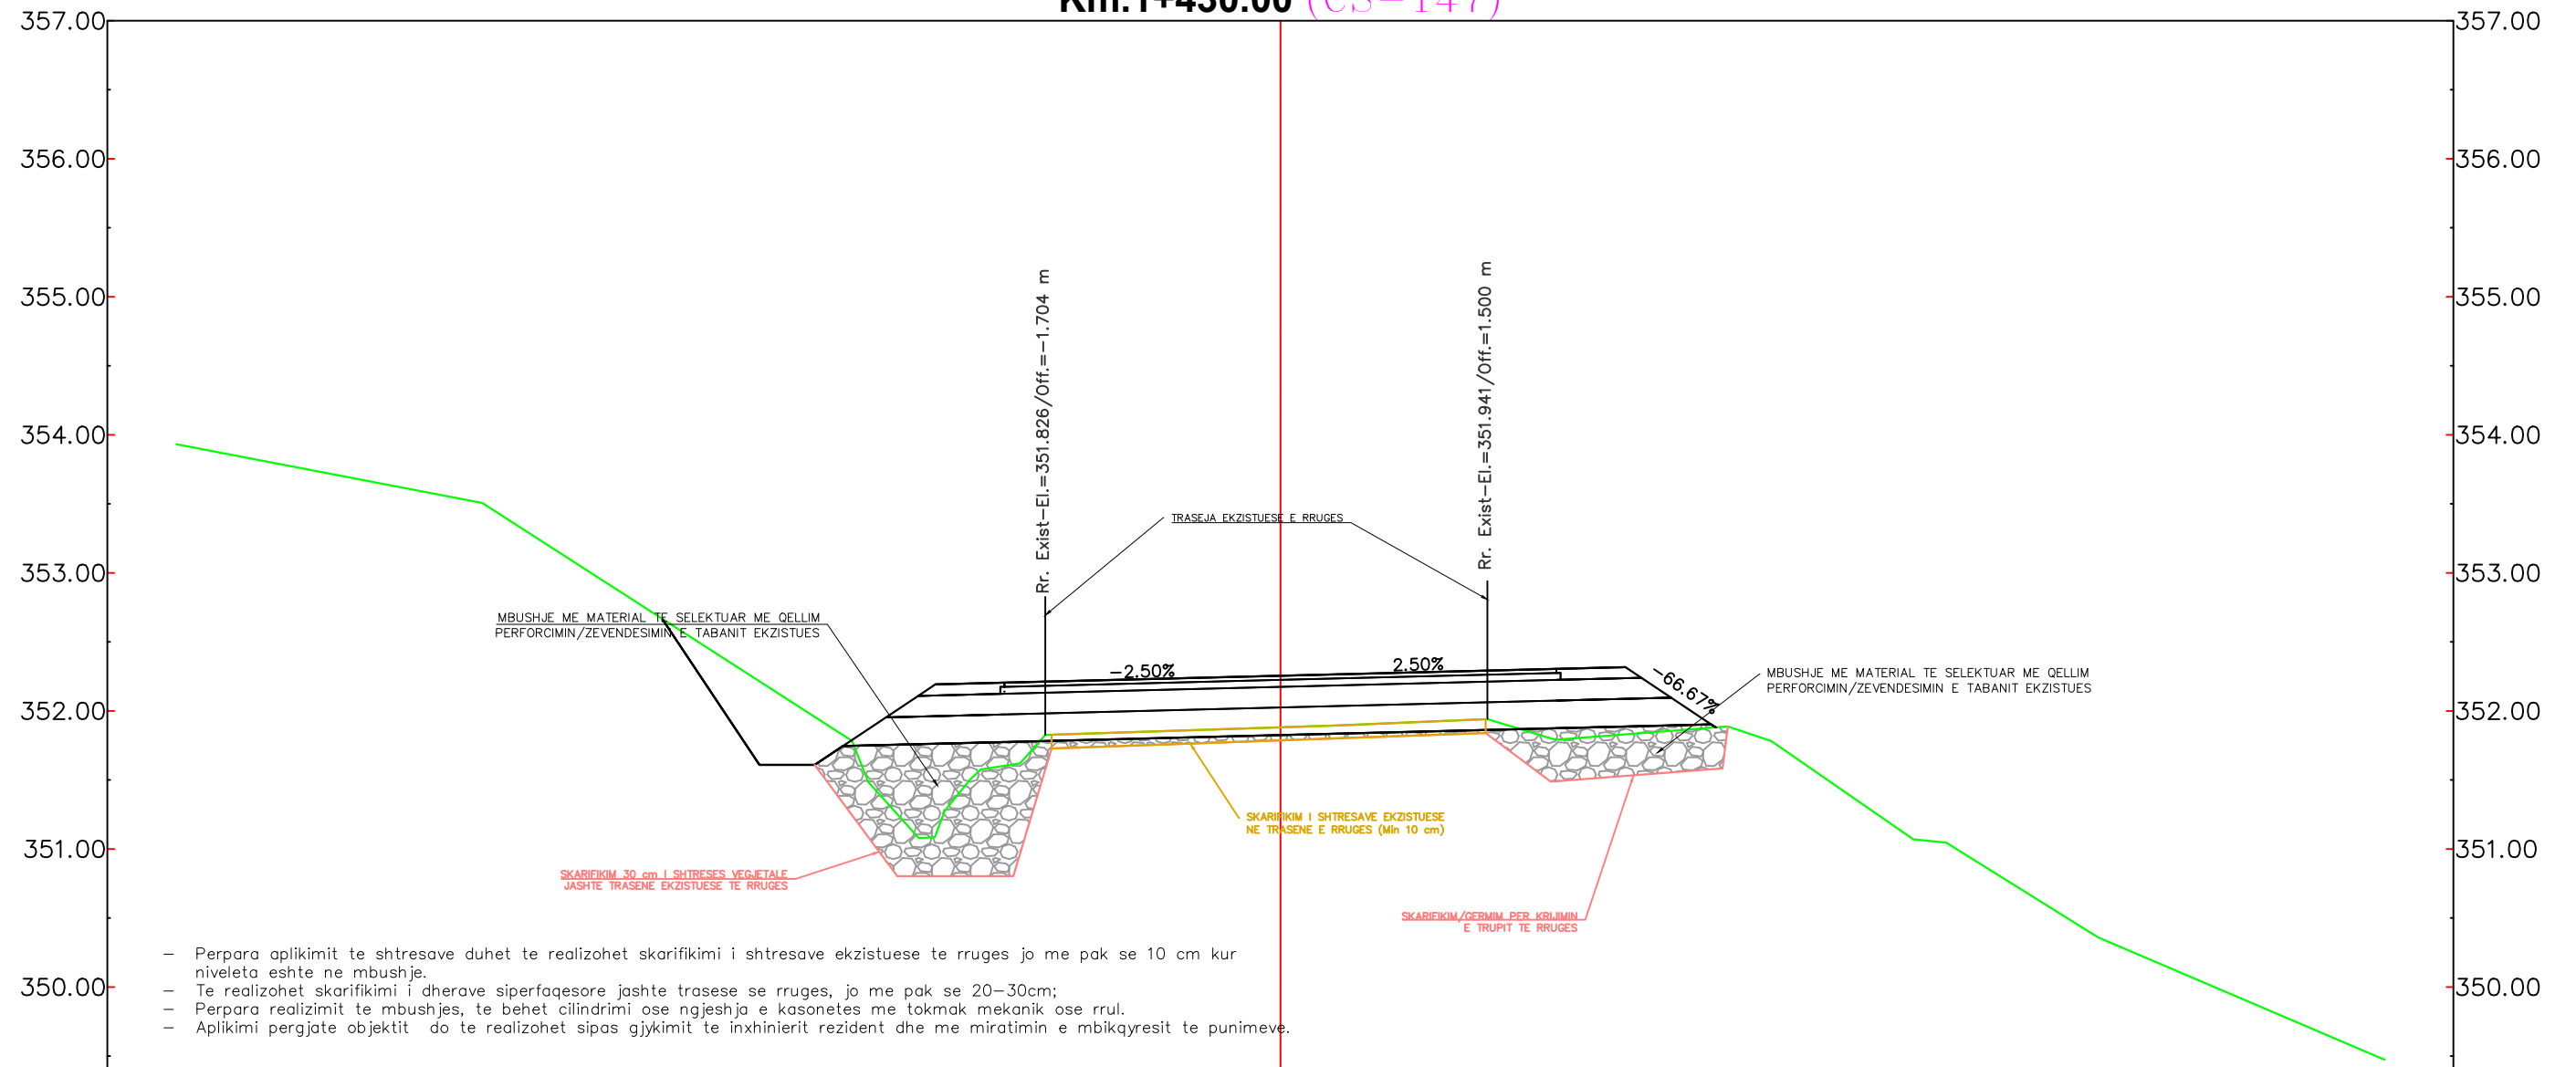 Km:1+430.00 (CS-147)
357.00 357.00
356.00 356.00
355.00 355.00
354.00 354.00
353.00 353.00
352.00 352.00
351.00 351.00
350.00 350.00
Rr. Exist-El.=351.826/Off.=-1.704 m
Rr. Exist-El.=351.941/Off.=1.500 m
TRASEJA EKZISTUESE E RRUGES
MBUSHJE ME MATERIAL TE SELEKTUAR ME QELLIM
PERFORCIMIN/ZEVENDESIMIN E TABANIT EKZISTUES
-2.50%
2.50%
-66.67%
MBUSHJE ME MATERIAL TE SELEKTUAR ME QELLIM
PERFORCIMIN/ZEVENDESIMIN E TABANIT EKZISTUES
SKARIFIKIM I SHTRESAVE EKZISTUESE
NE TRASENE E RRUGES (Min 10 cm)
SKARIFIKIM 30 cm I SHTRESES VEGJETALE
JASHTE TRASENE EKZISTUESE TE RRUGES
SKARIFIKIM/GERMIM PER KRIJIMIN
E TRUPIT TE RRUGES
- Perpara aplikimit te shtresave duhet te realizohet skarifikimi i shtresave ekzistuese te rruges jo me pak se 10 cm kur
niveleta eshte ne mbushje.
- Te realizohet skarifikimi i dherave siperfaqesore jashte trasese se rruges, jo me pak se 20-30cm;
- Perpara realizimit te mbushjes, te behet cilindrimi ose ngjeshja e kasonetes me tokmak mekanik ose rrul.
- Aplikimi pergjate objektit do te realizohet sipas gjykimit te inxhinierit rezident dhe me miratimin e mbikqyresit te punimeve.